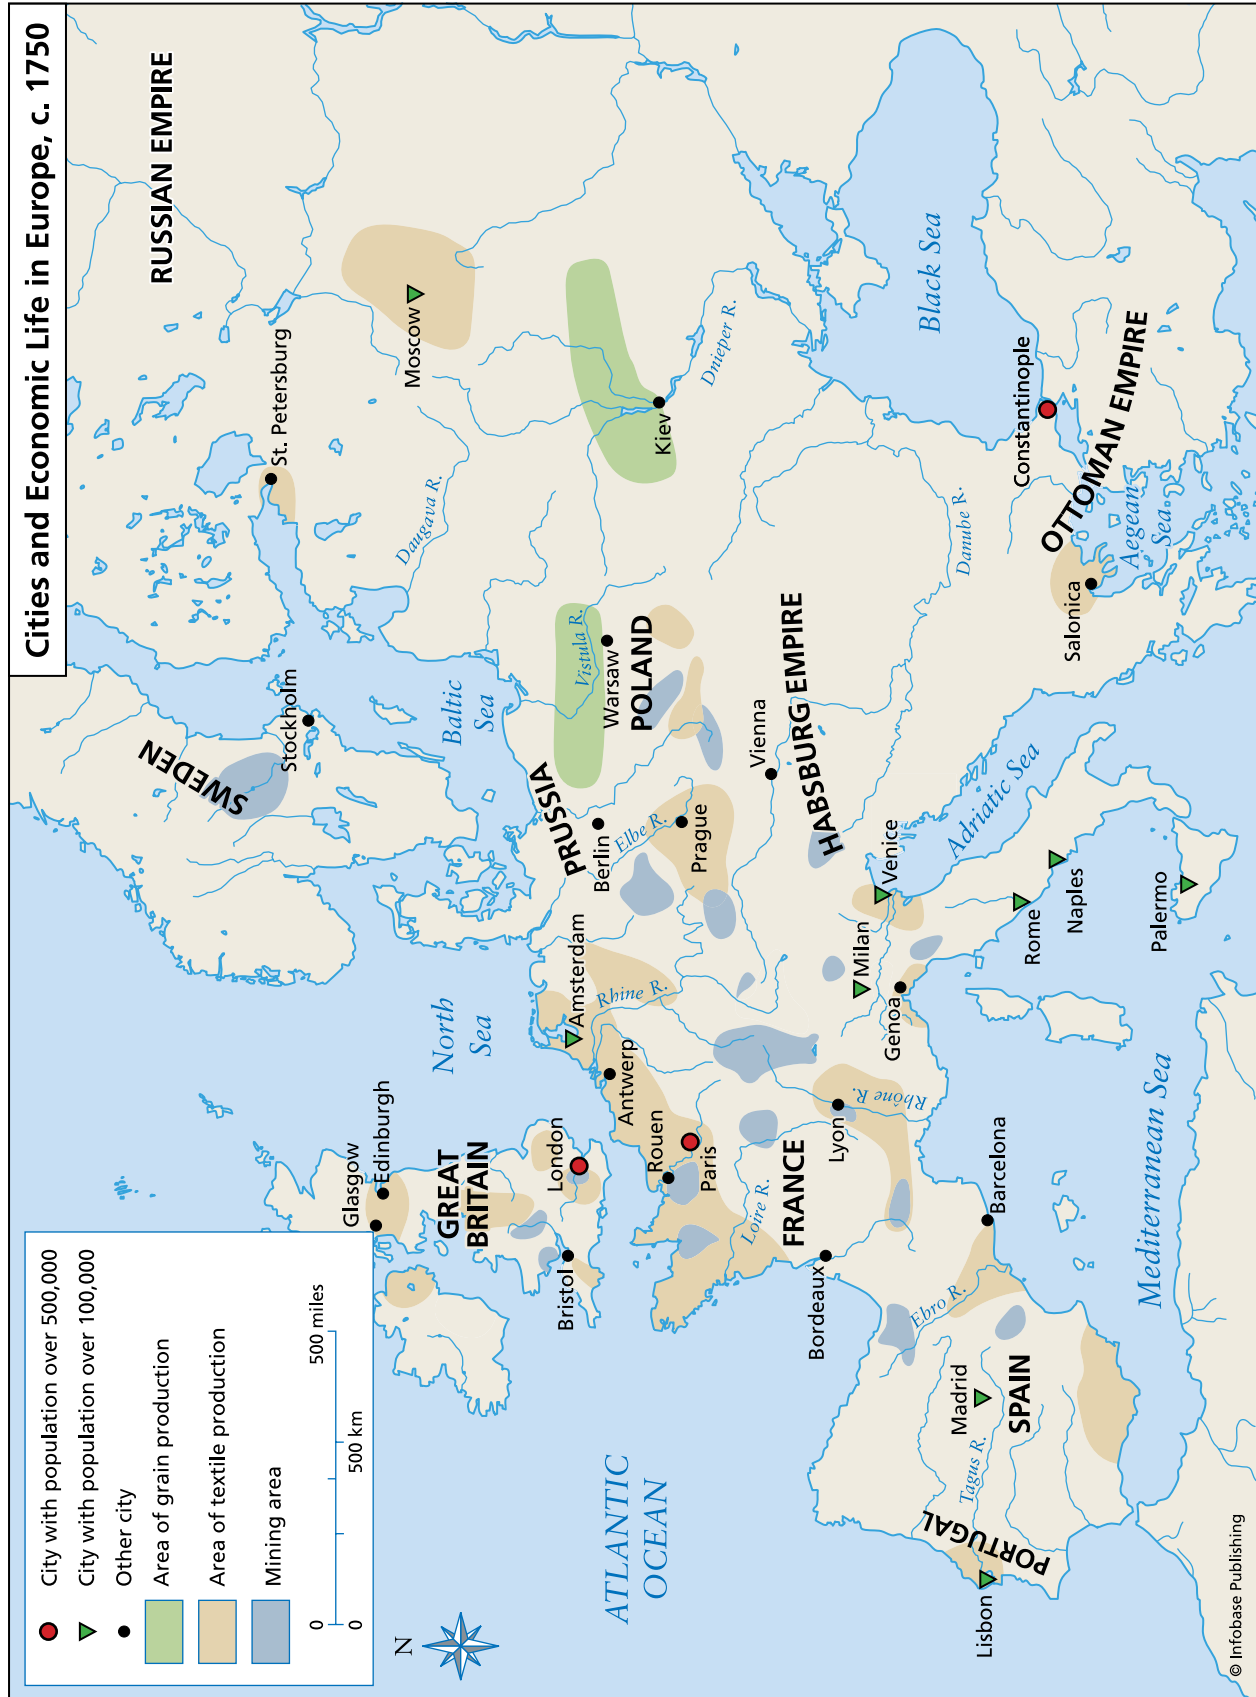 Cities and Economic Life in Europe, c. 1750
City with population over 500,000
City with population over 100,000
Other city
Area of grain production
Area of textile production
Mining area
0
500 miles
0
500 km
N
RUSSIAN EMPIRE
SWEDEN
Stockholm
St. Petersburg
Moscow
Daugava R.
Baltic
Sea
North
Sea
Glasgow
Edinburgh
GREAT
BRITAIN
London
Bristol
ATLANTIC
OCEAN
Amsterdam
Antwerp
Rhine R.
Rouen
Paris
Loire R.
FRANCE
Bordeaux
Lyon
Rhône R.
PRUSSIA
Berlin
Elbe R.
Prague
Vistula R.
Warsaw
POLAND
Kiev
Dnieper R.
Vienna
HABSBURG EMPIRE
Danube R.
Black Sea
Constantinople
OTTOMAN EMPIRE
Aegean
Sea
Salonica
Venice
Milan
Genoa
Adriatic Sea
Rome
Naples
Palermo
Mediterranean Sea
Barcelona
Ebro R.
Madrid
SPAIN
Tagus R.
PORTUGAL
Lisbon
© Infobase Publishing